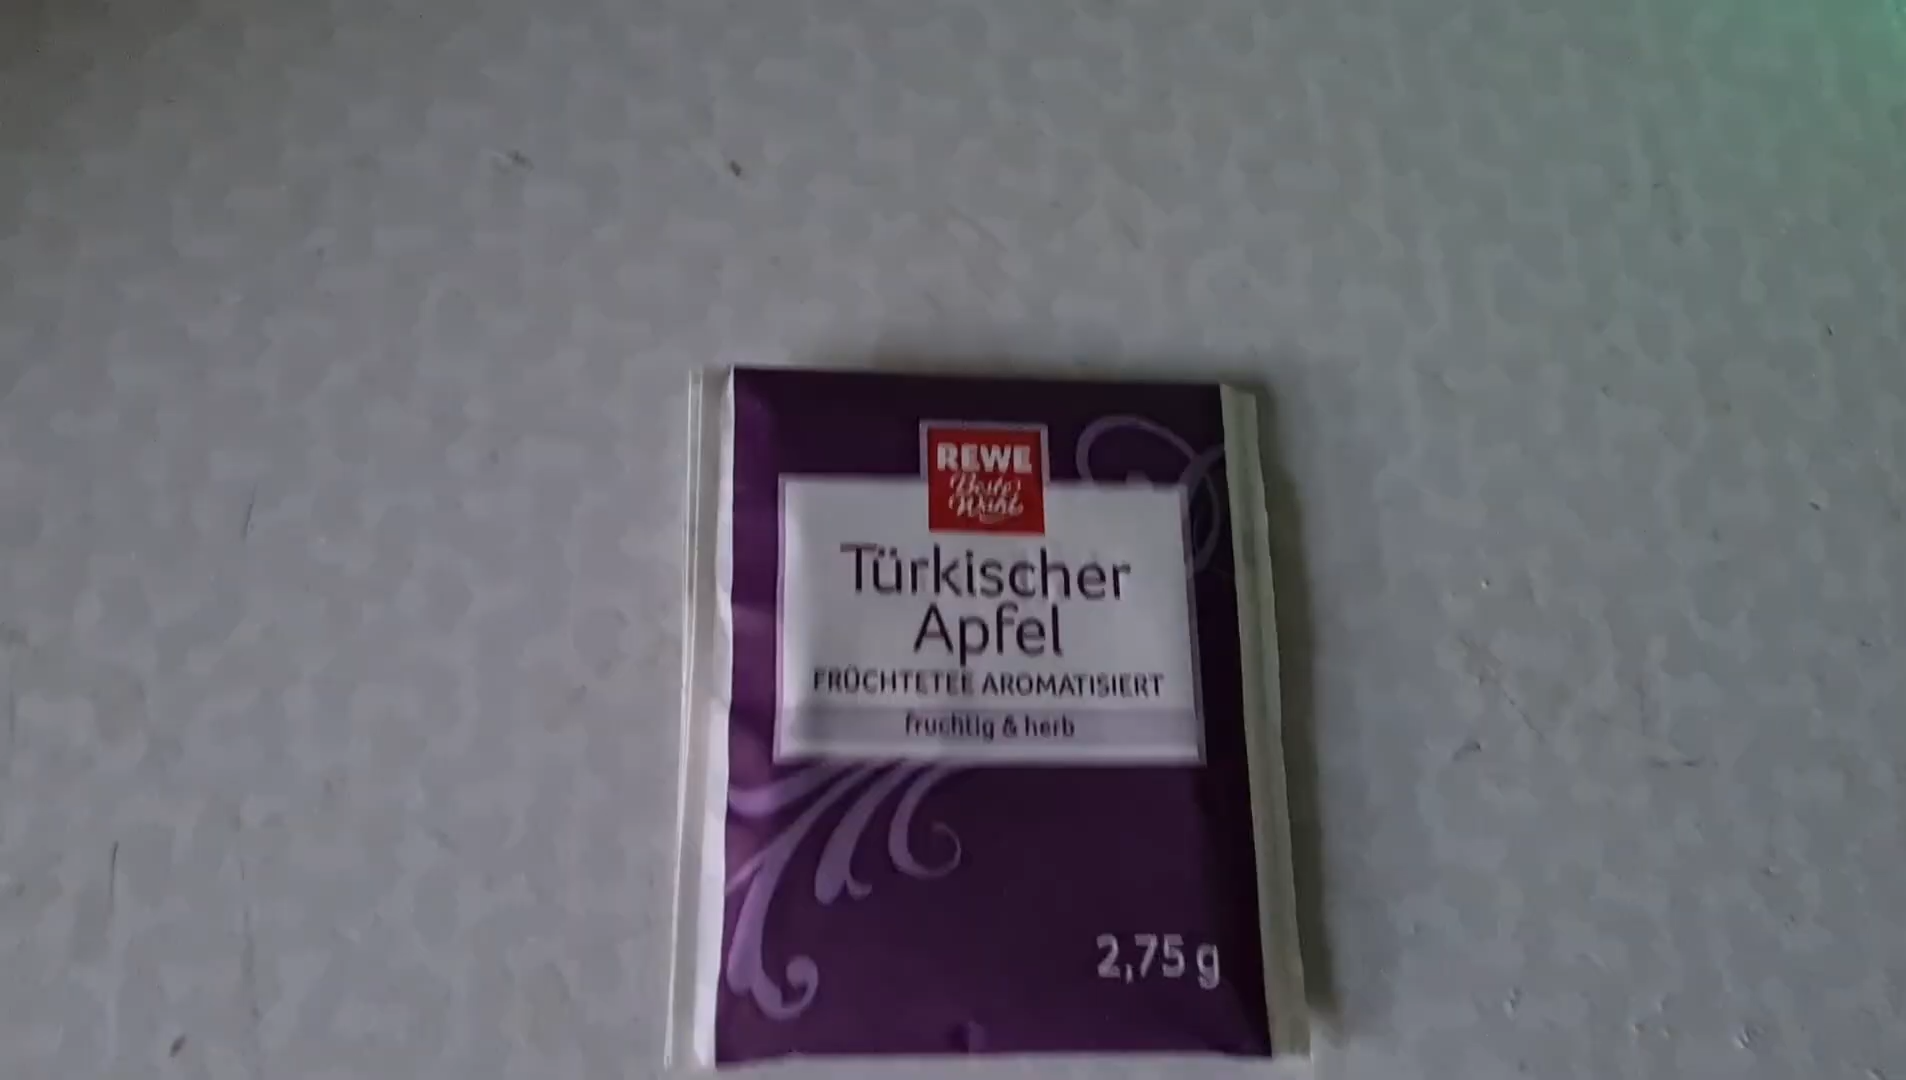 REWE
Beste
Wahl
Türkischer
Apfel
FRÜCHTETEE AROMATISIERT
fruchtig & herb
2,75 g